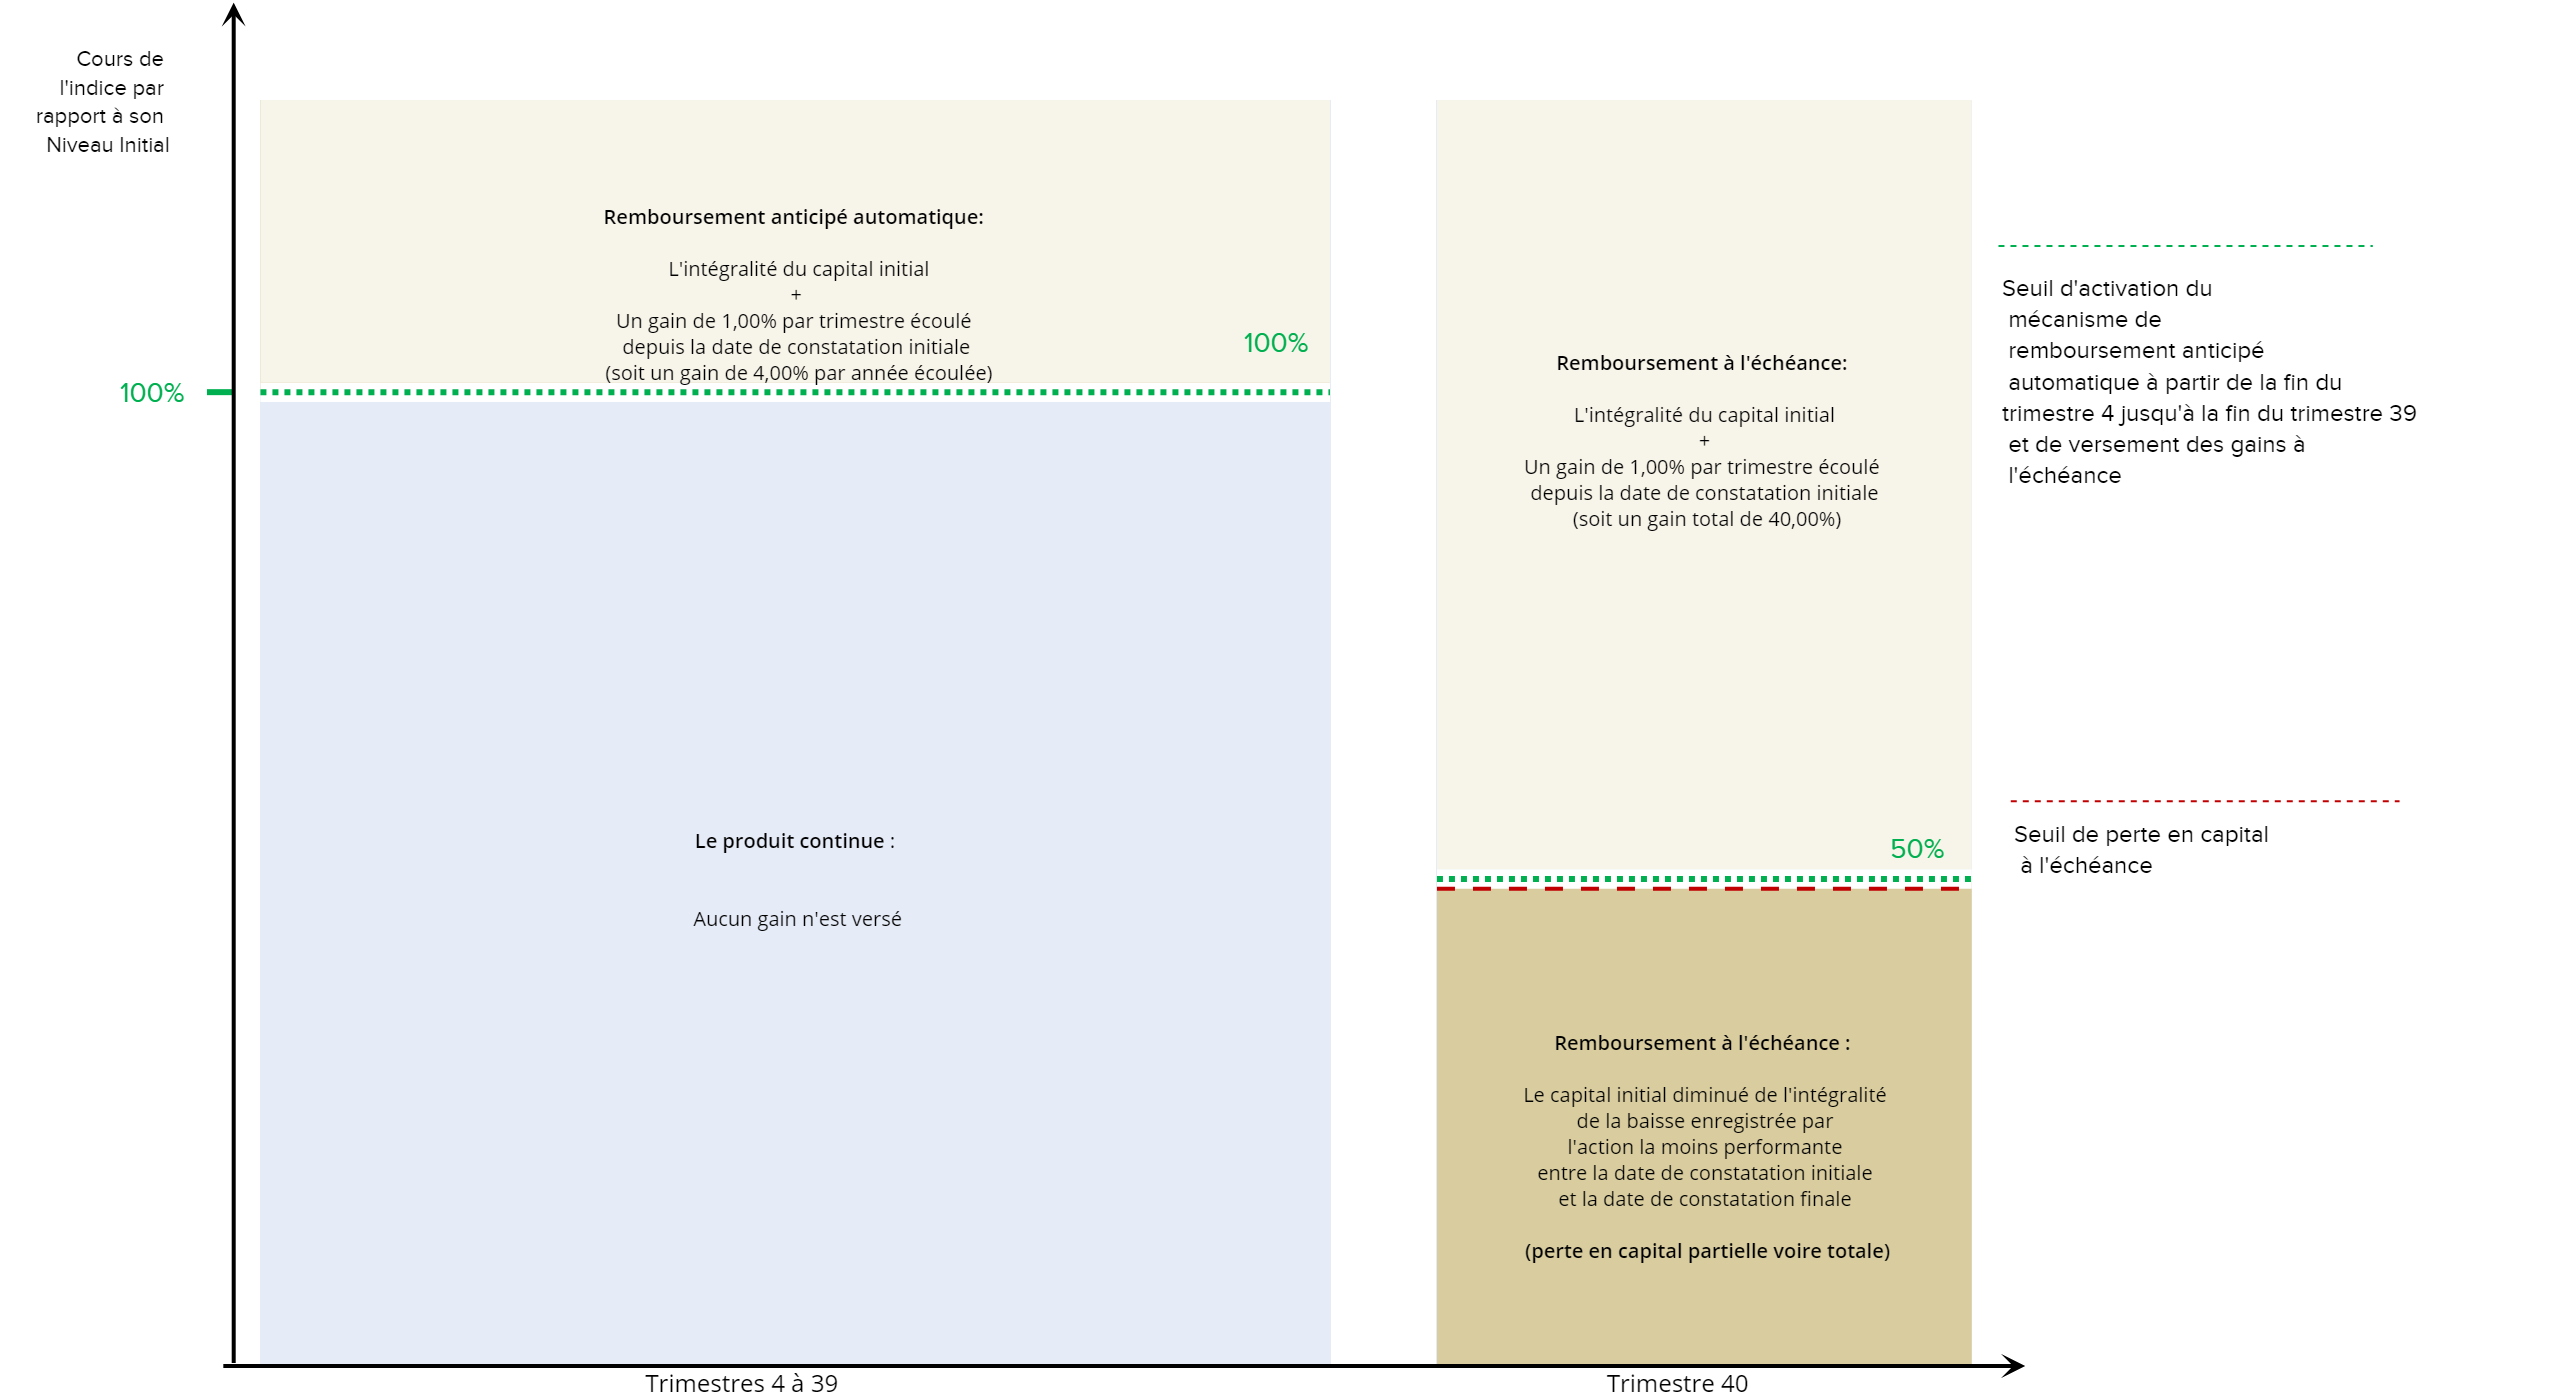 Cours de
l'indice par
rapport à son
Niveau Initial
100%
Remboursement anticipé automatique:
L'intégralité du capital initial
+
Un gain de 1,00% par trimestre écoulé
depuis la date de constatation initiale
(soit un gain de 4,00% par année écoulée)
100%
Le produit continue :
Aucun gain n'est versé
Trimestres 4 à 39
Remboursement à l'échéance:
L'intégralité du capital initial
+
Un gain de 1,00% par trimestre écoulé
depuis la date de constatation initiale
(soit un gain total de 40,00%)
50%
Remboursement à l'échéance :
Le capital initial diminué de l'intégralité
de la baisse enregistrée par
l'action la moins performante
entre la date de constatation initiale
et la date de constatation finale
(perte en capital partielle voire totale)
Trimestre 40
Seuil d'activation du
mécanisme de
remboursement anticipé
automatique à partir de la fin du
trimestre 4 jusqu'à la fin du trimestre 39
et de versement des gains à
l'échéance
Seuil de perte en capital
à l'échéance